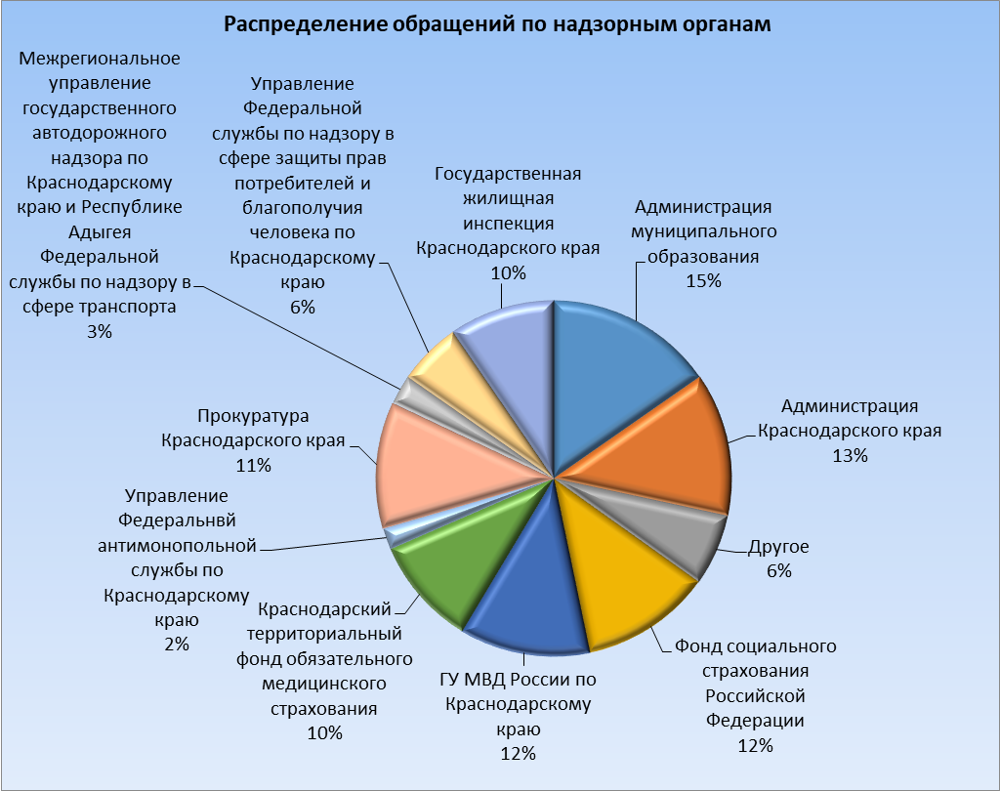 Распределение обращений по надзорным органам
Межрегиональное
управление
государственного
автодорожного
надзора по
Краснодарскому
краю и Республике
Адыгея
Федеральной
службы по надзору в
сфере транспорта
3%
Управление
Федеральной
службы по надзору в
сфере защиты прав
потребителей и
благополучия
человека по
Краснодарскому
краю
6%
Государственная
жилищная
инспекция
Краснодарского края
10%
Администрация
муниципального
образования
15%
Администрация
Краснодарского края
13%
Другое
6%
Фонд социального
страхования
Российской
Федерации
12%
ГУ МВД России по
Краснодарскому
краю
12%
Краснодарский
территориальный
фонд обязательного
медицинского
страхования
10%
Управление
Федеральнвй
антимонопольной
службы по
Краснодарскому
краю
2%
Прокуратура
Краснодарского края
11%